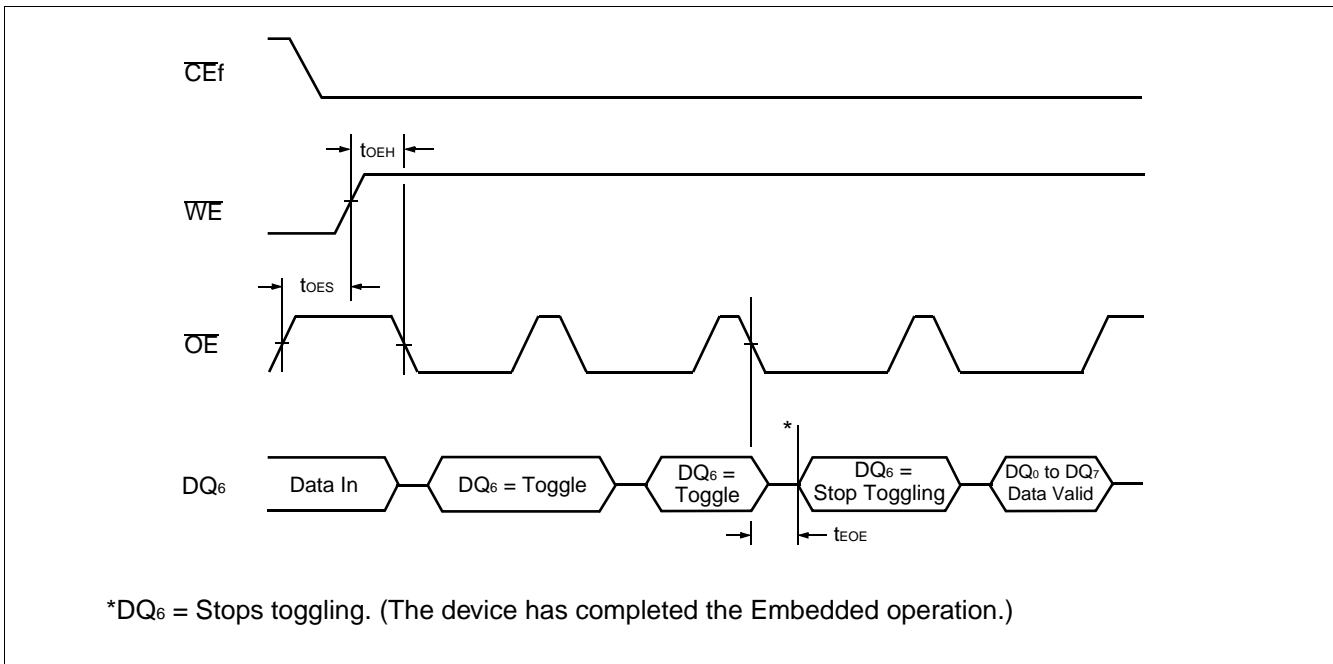 CEf
tOEH
WE
tOES
OE
*
DQ6
Data In
DQ6 = Toggle
DQ6 =
Toggle
DQ6 =
Stop Toggling
DQ0 to DQ7
Data Valid
tEOE
*DQ6 = Stops toggling. (The device has completed the Embedded operation.)